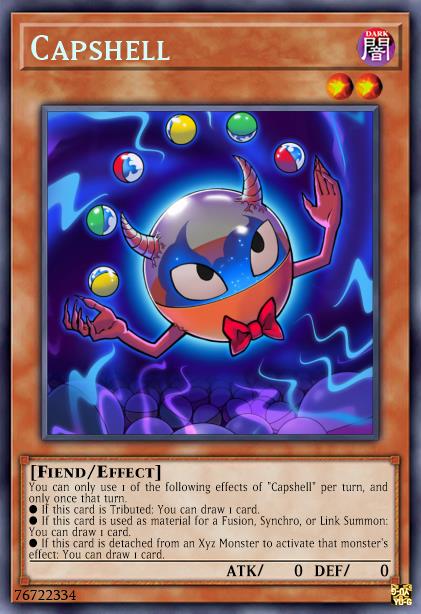 Capshell
DARK
闇
[Fiend/Effect]
You can only use 1 of the following effects of "Capshell" per turn, and
only once that turn.
● If this card is Tributed: You can draw 1 card.
● If this card is used as material for a Fusion, Synchro, or Link Summon:
You can draw 1 card.
● If this card is detached from an Xyz Monster to activate that monster's
effect: You can draw 1 card.
ATK/ 0 DEF/ 0
76722334